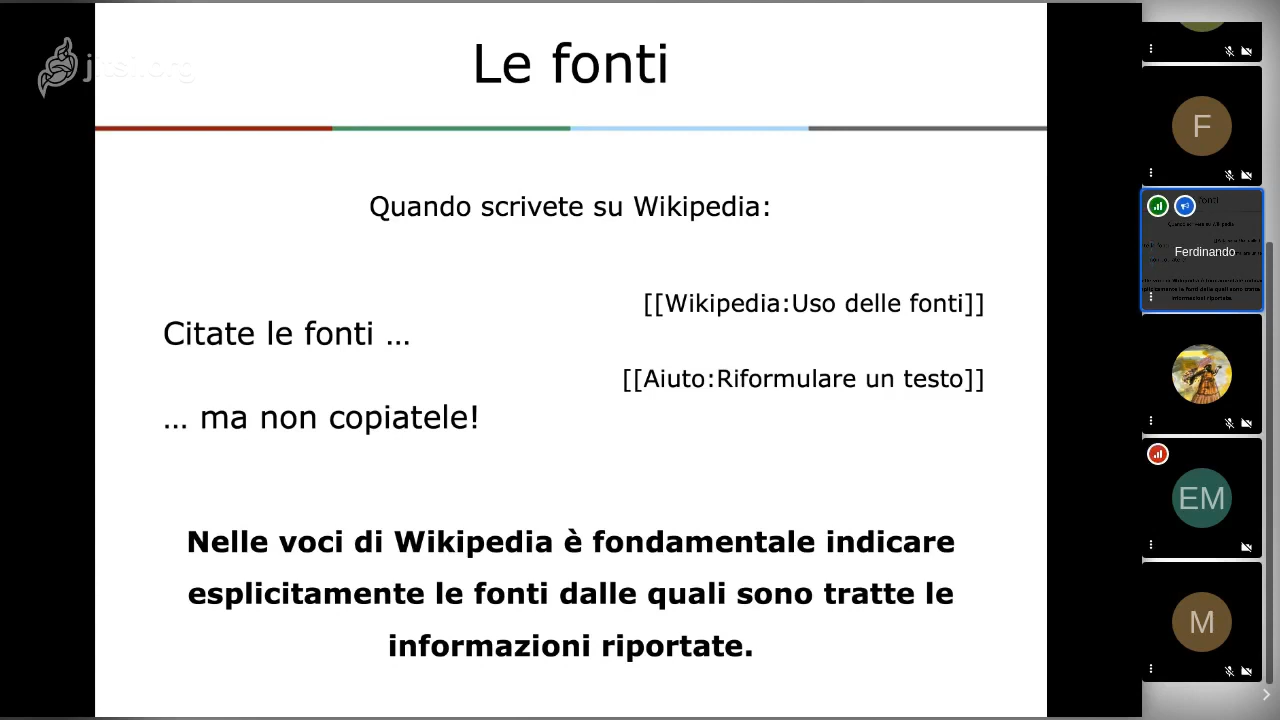 jitsi.org
Le fonti
Quando scrivete su Wikipedia:
[[Wikipedia:Uso delle fonti]]
Citate le fonti …
[[Aiuto:Riformulare un testo]]
… ma non copiatele!
Nelle voci di Wikipedia è fondamentale indicare
esplicitamente le fonti dalle quali sono tratte le
informazioni riportate.
F
Ferdinando
EM
M